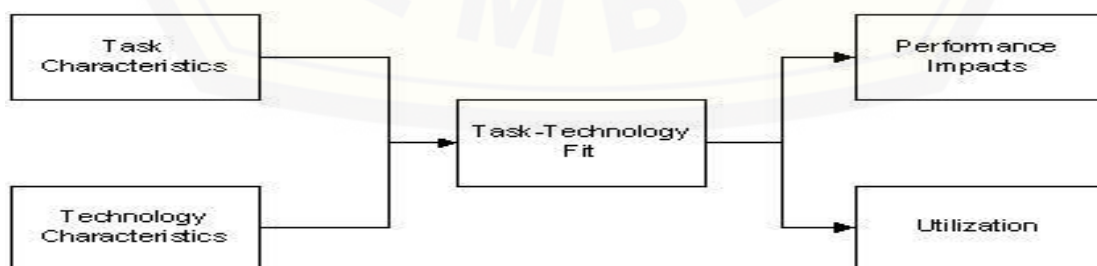 Task
Characteristics
Performance
Impacts
Task-Technology
Fit
Technology
Characteristics
Utilization